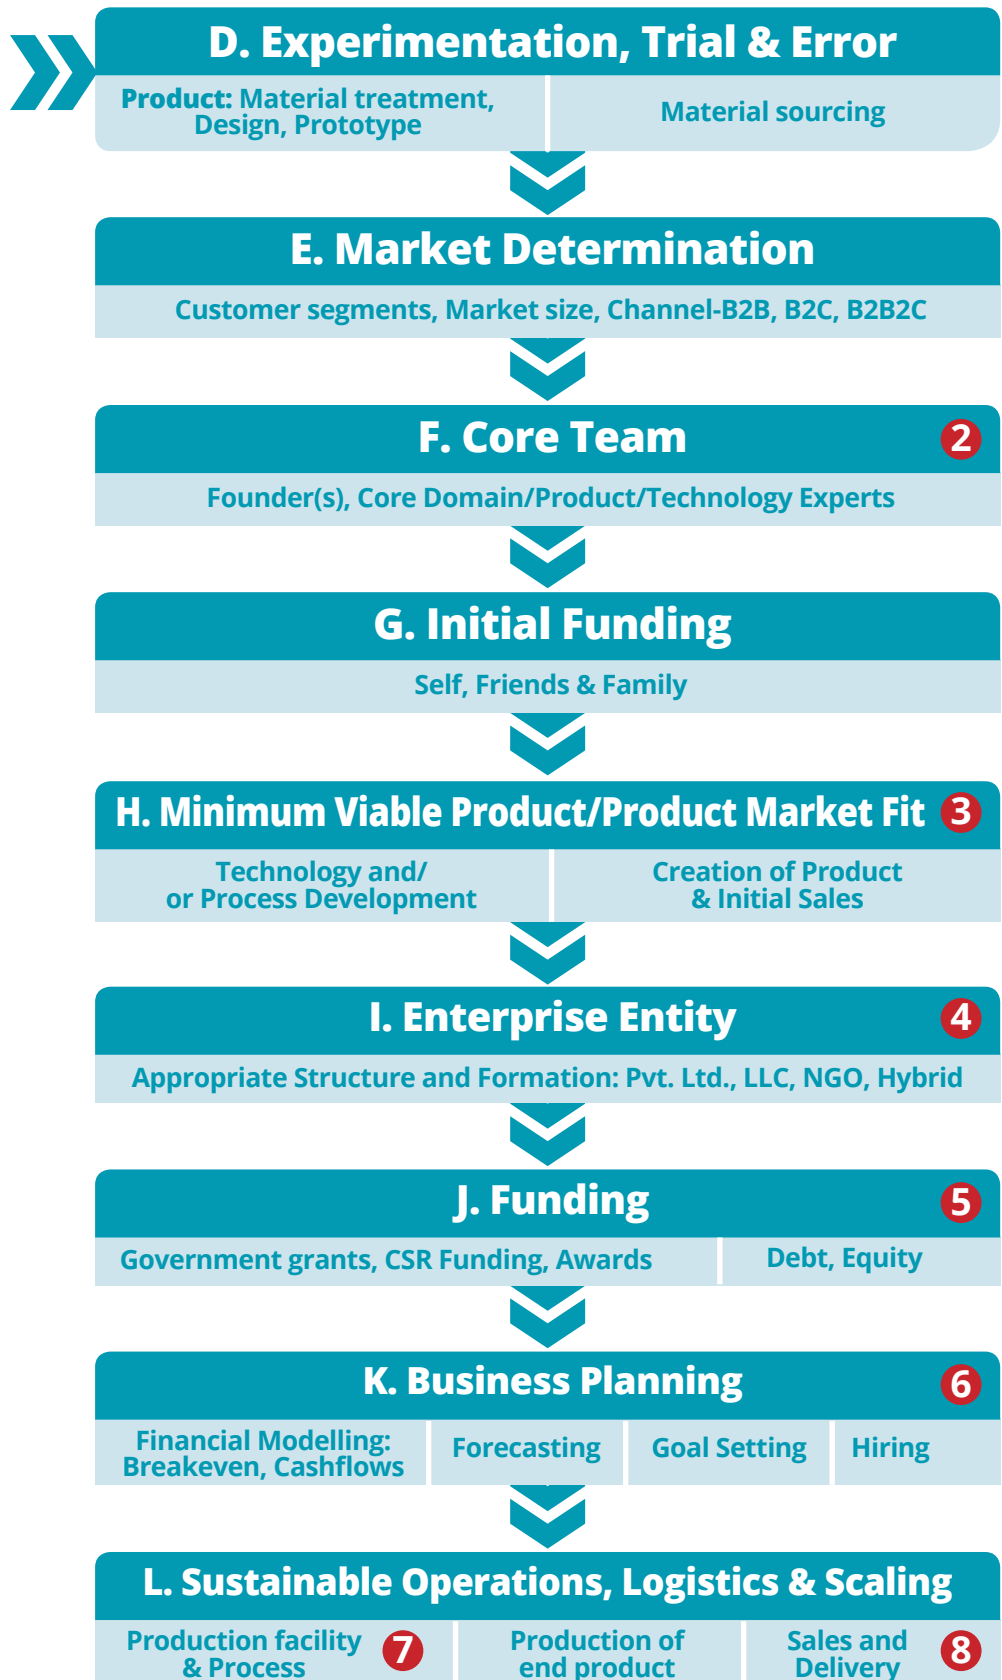 D. Experimentation, Trial & Error
Product: Material treatment,
Design, Prototype
Material sourcing
E. Market Determination
Customer segments, Market size, Channel-B2B, B2C, B2B2C
F. Core Team
2
Founder(s), Core Domain/Product/Technology Experts
G. Initial Funding
Self, Friends & Family
H. Minimum Viable Product/Product Market Fit
3
Technology and/
or Process Development
Creation of Product
& Initial Sales
I. Enterprise Entity
4
Appropriate Structure and Formation: Pvt. Ltd., LLC, NGO, Hybrid
J. Funding
5
Government grants, CSR Funding, Awards
Debt, Equity
K. Business Planning
6
Financial Modelling:
Breakeven, Cashflows
Forecasting
Goal Setting
Hiring
L. Sustainable Operations, Logistics & Scaling
Production facility
& Process
7
Production of
end product
Sales and
Delivery
8